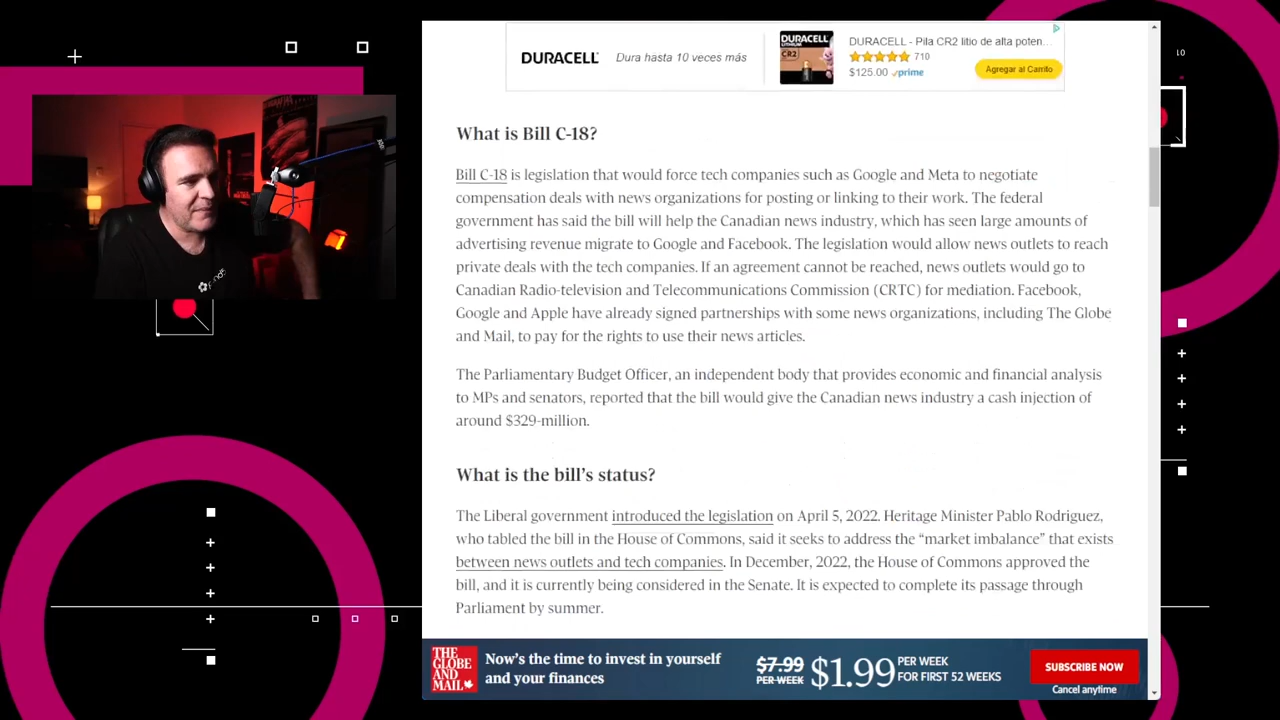 DURACELL
Dura hasta 10 veces más
DURACELL - Pila CR2 litio de alta poten...
710
$125.00 prime
Agregar al Carrito
What is Bill C-18?
Bill C-18 is legislation that would force tech companies such as Google and Meta to negotiate
compensation deals with news organizations for posting or linking to their work. The federal
government has said the bill will help the Canadian news industry, which has seen large amounts of
advertising revenue migrate to Google and Facebook. The legislation would allow news outlets to reach
private deals with the tech companies. If an agreement cannot be reached, news outlets would go to
Canadian Radio-television and Telecommunications Commission (CRTC) for mediation. Facebook,
Google and Apple have already signed partnerships with some news organizations, including The Globe
and Mail, to pay for the rights to use their news articles.
The Parliamentary Budget Officer, an independent body that provides economic and financial analysis
to MPs and senators, reported that the bill would give the Canadian news industry a cash injection of
around $329-million.
What is the bill’s status?
The Liberal government introduced the legislation on April 5, 2022. Heritage Minister Pablo Rodriguez,
who tabled the bill in the House of Commons, said it seeks to address the “market imbalance” that exists
between news outlets and tech companies. In December, 2022, the House of Commons approved the
bill, and it is currently being considered in the Senate. It is expected to complete its passage through
Parliament by summer.
THE
GLOBE
AND
MAIL
Now’s the time to invest in yourself
and your finances
$7.99
PER WEEK
$1.99
PER WEEK
FOR FIRST 52 WEEKS
SUBSCRIBE NOW
Cancel anytime